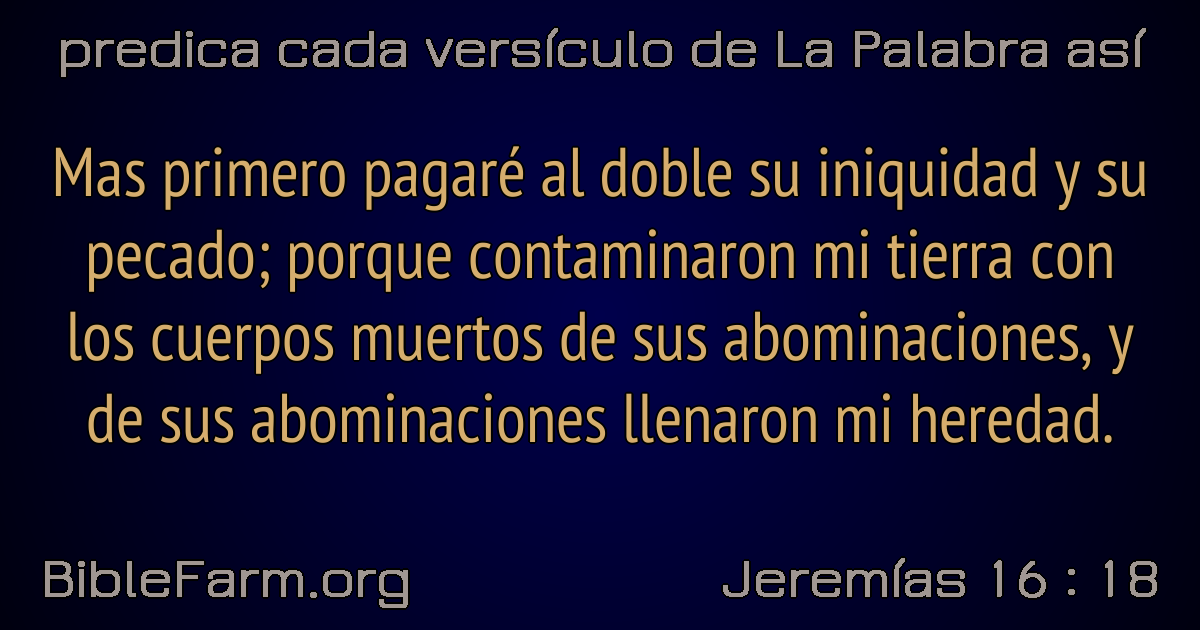 predica cada versículo de La Palabra así
Mas primero pagaré al doble su iniquidad y su
pecado; porque contaminaron mi tierra con
los cuerpos muertos de sus abominaciones, y
de sus abominaciones llenaron mi heredad.
BibleFarm.org
Jeremías 16 : 18